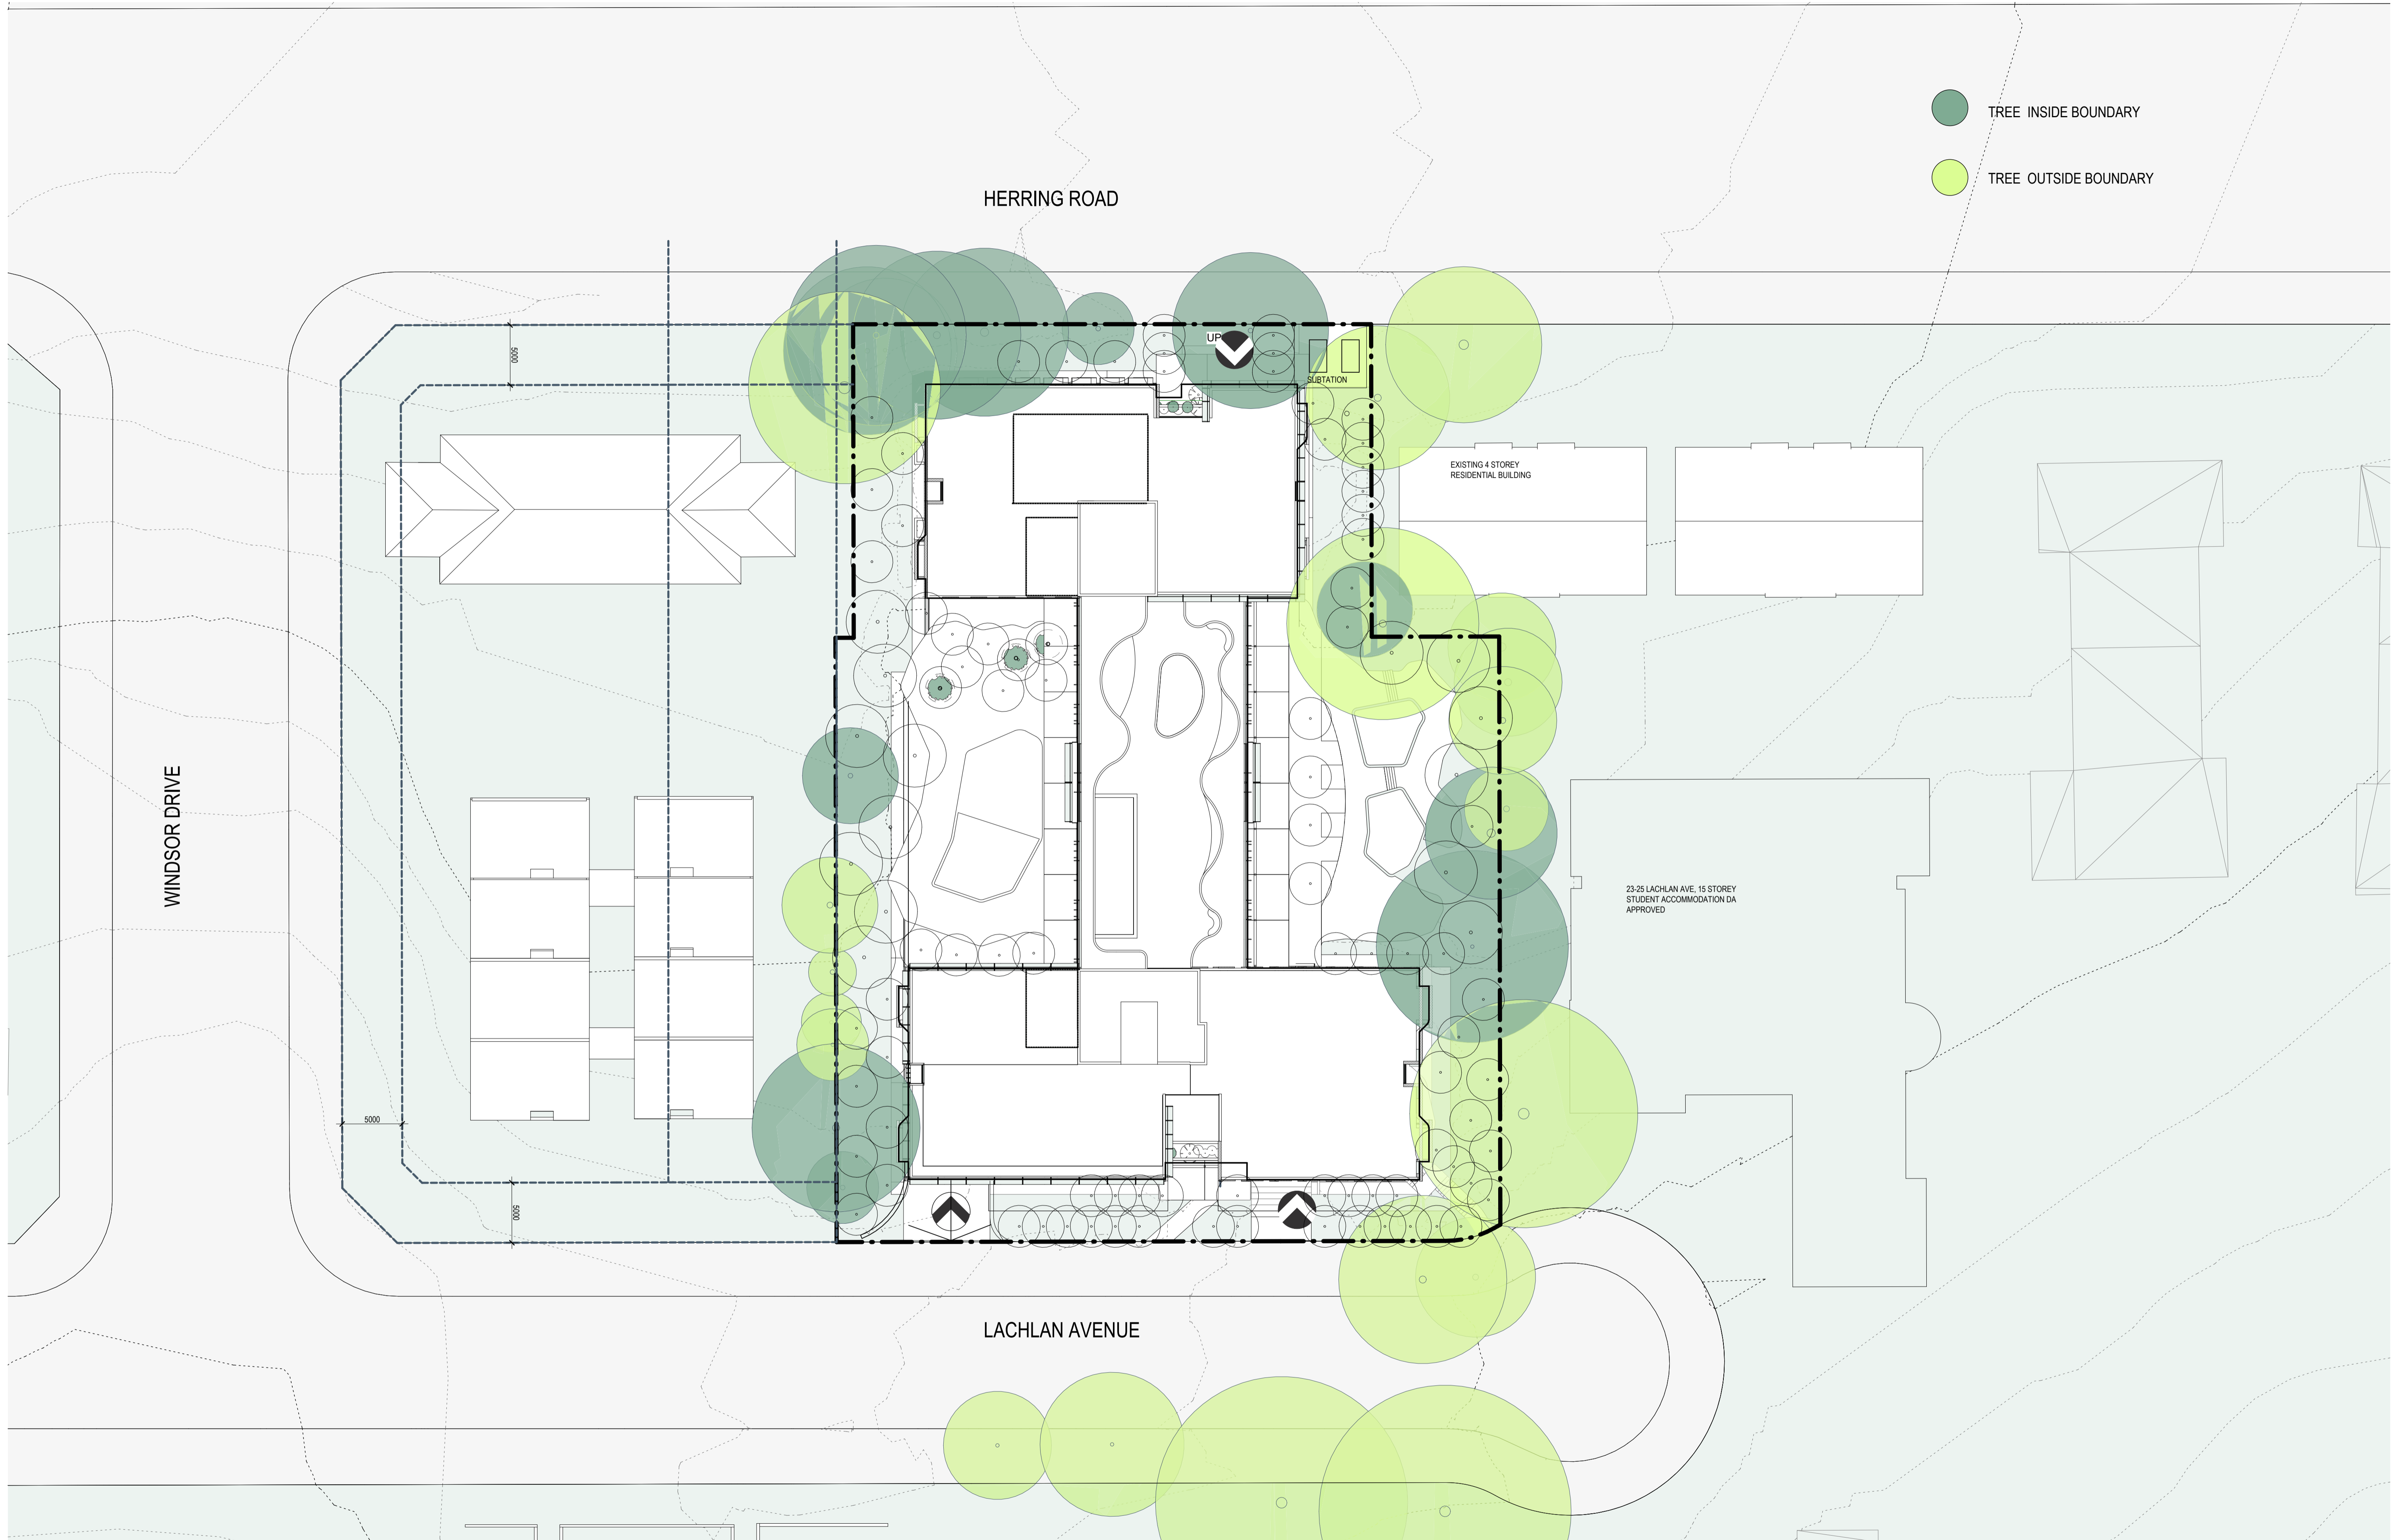 TREE  INSIDE BOUNDARY
TREE  OUTSIDE BOUNDARY
HERRING ROAD
UP
5000
SUBTATION
EXISTING 4 STOREY
RESIDENTIAL BUILDING
WINDSOR DRIVE
23-25 LACHLAN AVE, 15 STOREY
STUDENT ACCOMMODATION DA
APPROVED
5000
5000
LACHLAN AVENUE